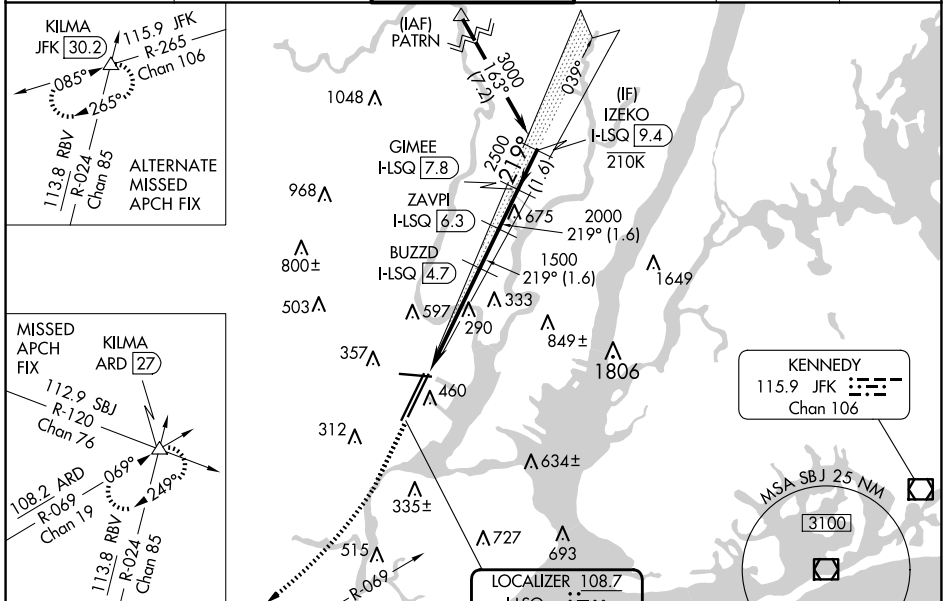 KILMA
JFK 30.2
115.9 JFK
R-265
Chan 106
085°
265°
113.8 RBV
R-024
Chan 85
ALTERNATE
MISSED
APCH FIX
(IAF)
PATRN
3000
163°
(7.2)
039°
1048
(IF)
IZEKO
I-LSQ 9.4
210K
GIMEE
I-LSQ 7.8
2500
219°
(1.6)
968
ZAVPI
I-LSQ 6.3
675
2000
219° (1.6)
800±
BUZZD
I-LSQ 4.7
1500
219° (1.6)
1649
503
597
333
290
849±
357
1806
460
312
634±
335±
727
693
515
R-069
MISSED
APCH
FIX
KILMA
ARD 27
112.9 SBJ
R-120
Chan 76
108.2 ARD
R-069
Chan 19
069°
249°
113.8 RBV
R-024
Chan 85
KENNEDY
115.9 JFK
Chan 106
MSA SBJ 25 NM
3100
LOCALIZER 108.7